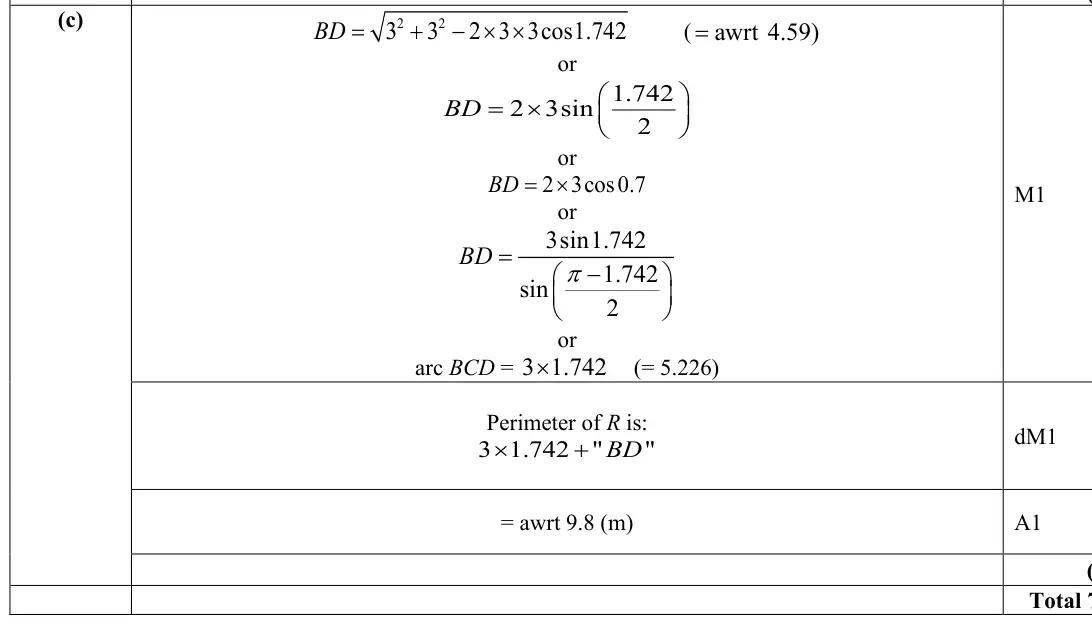 (c)
BD = √(3² + 3² − 2×3×3cos1.742) (= awrt 4.59)
or
BD = 2×3sin(1.742/2)
or
BD = 2×3cos0.7
or
BD = 3sin1.742 / sin((π − 1.742)/2)
or
arc BCD = 3×1.742 (= 5.226)
M1
Perimeter of R is:
3×1.742 + "BD"
dM1
= awrt 9.8 (m)
A1
(
Total 7